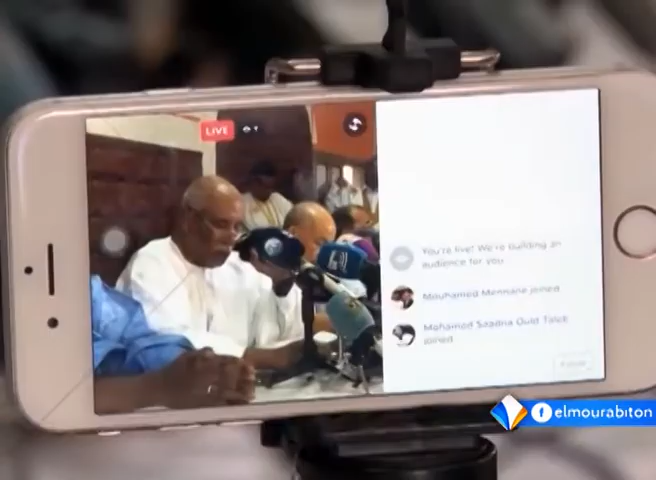 LIVE 1
You're live! We're building an
audience for you
Mouhamed Mennane joined
Mohamed Saadna Ould Taleb
joined
elmourabiton